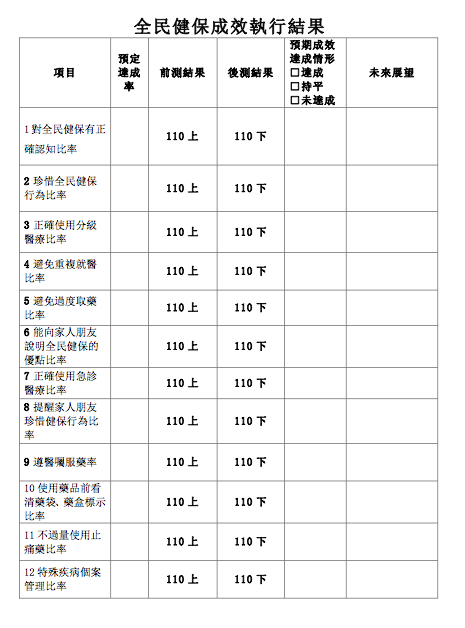 全民健保成效執行結果
項目
預定
達成
率
前測結果
後測結果
預期成效
達成情形
□達成
□持平
□未達成
未來展望
1 對全民健保有正
確認知比率
110 上
110 下
2 珍惜全民健保
行為比率
110 上
110 下
3 正確使用分級
醫療比率
110 上
110 下
4 避免重複就醫
比率
110 上
110 下
5 避免過度取藥
比率
110 上
110 下
6 能向家人朋友
說明全民健保的
優點比率
110 上
110 下
7 正確使用急診
醫療比率
110 上
110 下
8 提醒家人朋友
珍惜健保行為比
率
110 上
110 下
9 遵醫囑服藥率
110 上
110 下
10 使用藥品前看
清藥袋、藥盒標示
比率
110 上
110 下
11 不過量使用止
痛藥比率
110 上
110 下
12 特殊疾病個案
管理比率
110 上
110 下